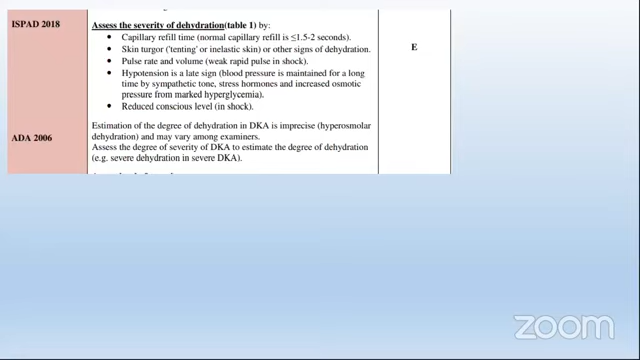 ISPAD 2018
Assess the severity of dehydration(table 1) by:
• Capillary refill time (normal capillary refill is ≤1.5-2 seconds).
• Skin turgor ('tenting' or inelastic skin) or other signs of dehydration.
• Pulse rate and volume (weak rapid pulse in shock).
• Hypotension is a late sign (blood pressure is maintained for a long
time by sympathetic tone, stress hormones and increased osmotic
pressure from marked hyperglycemia).
• Reduced conscious level (in shock).
E
ADA 2006
Estimation of the degree of dehydration in DKA is imprecise (hyperosmolar
dehydration) and may vary among examiners.
Assess the degree of severity of DKA to estimate the degree of dehydration
(e.g. severe dehydration in severe DKA).
zoom